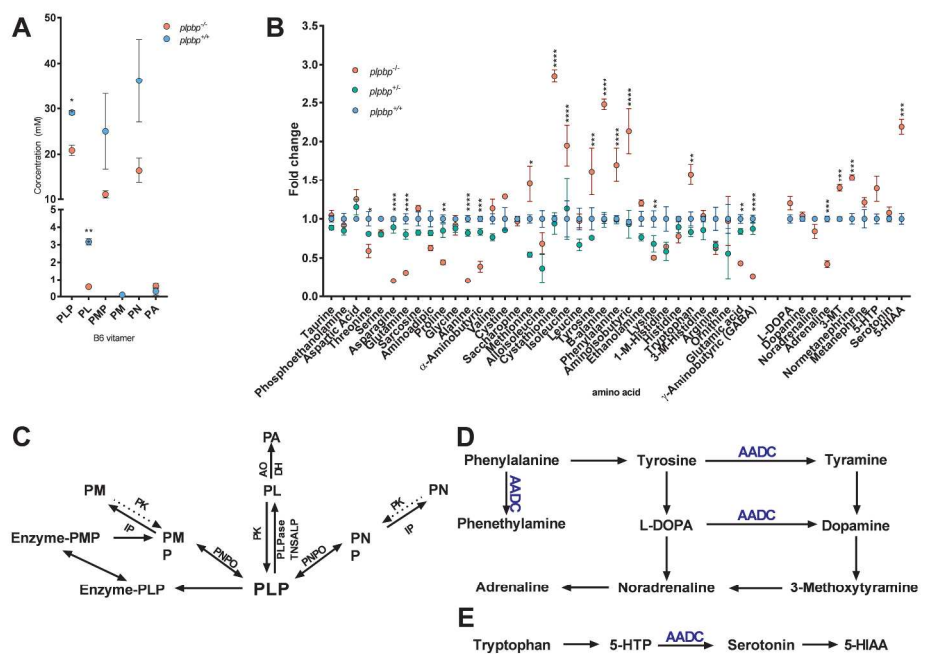 A
plpbp-/-
plpbp+/+
50
40
30
20
10
5
4
3
2
1
0
Concentration (mM)
*
**
PLP
PL
PMP
PM
PN
PA
B6 vitamer
B
3.5
3.0
2.5
2.0
1.5
1.0
0.5
0.0
Fold change
plpbp-/-
plpbp+/-
plpbp+/+
Taurine
Phosphoethanolamine
Aspartic Acid
Threonine
Serine
Asparagine
Glutamine
Sarcosine
Aminoadipic
Proline
Glycine
Alanine
α-Aminobutyric
Valine
Cystine
Saccharopine
Methionine
Alloisoleucine
Cystathionine
Isoleucine
Leucine
Tyrosine
B-Alanine
Phenylalanine
Aminoisobutyric
Ethanolamine
Lysine
1-M-Histidine
Histidine
Tryptophan
3-M-Histidine
Arginine
Ornithine
Glutamic acid
γ-Aminobutyric (GABA)
L-DOPA
Dopamine
Noradrenaline
Adrenaline
3-MT
Normetanephrine
Metanephrine
5-HTP
Serotonin
5-HIAA
amino acid
C
PA
AO
DH
PL
PM
PK
IP
PM
P
Enzyme-PMP
Enzyme-PLP
PNPO
PK
PLPase
TNSALP
PLP
PNPO
PN
P
PK
IP
PN
D
Phenylalanine
Tyrosine
AADC
Tyramine
AADC
Phenethylamine
L-DOPA
AADC
Dopamine
Adrenaline
Noradrenaline
3-Methoxytyramine
E
Tryptophan
5-HTP
AADC
Serotonin
5-HIAA